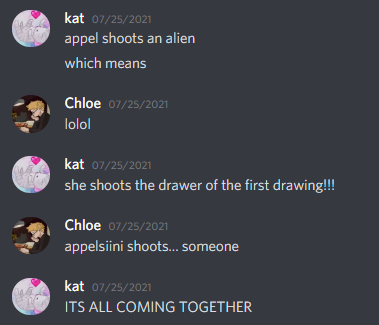 kat 07/25/2021
appel shoots an alien
which means
Chloe 07/25/2021
lolol
kat 07/25/2021
she shoots the drawer of the first drawing!!!
Chloe 07/25/2021
appelsiini shoots... someone
kat 07/25/2021
ITS ALL COMING TOGETHER